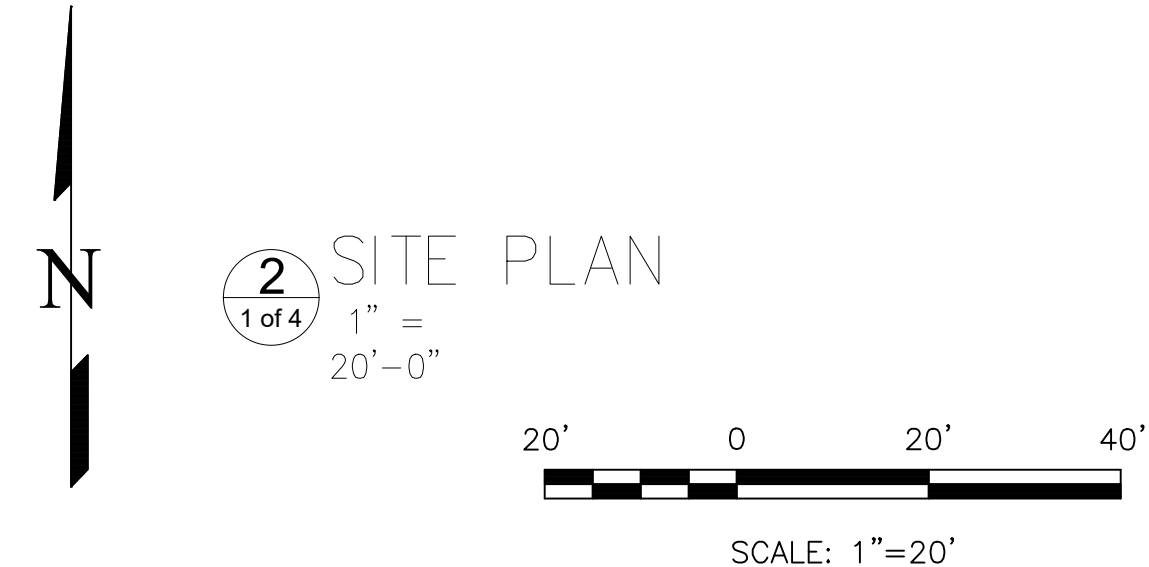 N
2
1 of 4
SITE PLAN
1" =
20'-0"
20' 0 20' 40'
SCALE: 1"=20'